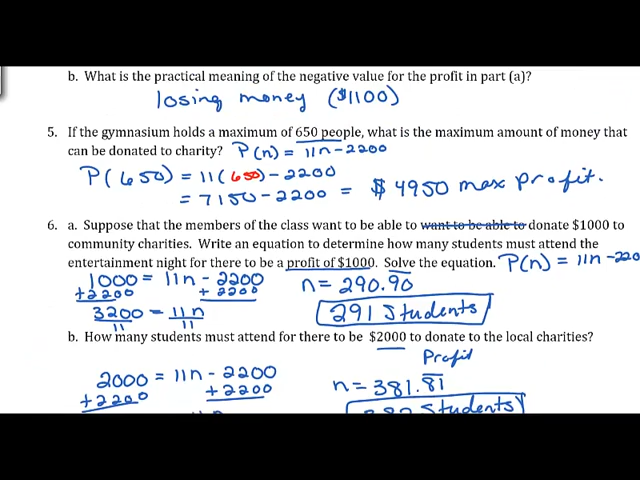 b. What is the practical meaning of the negative value for the profit in part (a)?
losing money ($1100)
5. If the gymnasium holds a maximum of 650 people, what is the maximum amount of money that
can be donated to charity? P(n) = 11n-2200
P(650) = 11(650) - 2200
= 7150 - 2200 = $4950 max profit.
6. a. Suppose that the members of the class want to be able to want to be able to donate $1000 to
community charities. Write an equation to determine how many students must attend the
entertainment night for there to be a profit of $1000. Solve the equation. P(n) = 11n-220
1000 = 11n - 2200 n = 290.90
+2200 +2200
3200 = 11n 291 Students
11 11
b. How many students must attend for there to be $2000 to donate to the local charities?
Profit
2000 = 11n - 2200 n = 381.81
+2200 +2200
382 Students